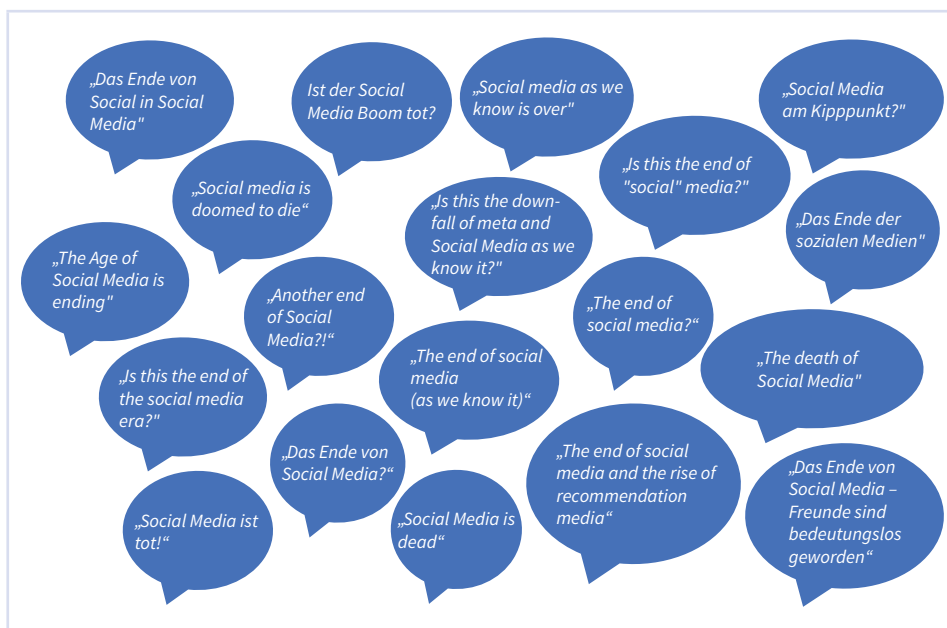 „Das Ende von
Social in Social
Media"
Ist der Social
Media Boom tot?
„Social media as we
know is over"
„Social Media
am Kipppunkt?"
„Social media is
doomed to die“
„Is this the end of
"social" media?"
„Is this the down-
fall of meta and
Social Media as we
know it?"
„Das Ende der
sozialen Medien"
„The Age of
Social Media is
ending"
„Another end
of Social
Media?!“
„The end of
social media?“
„The end of social
media
(as we know it)“
„The death of
Social Media"
„Is this the end of
the social media
era?"
„Das Ende von
Social Media?“
„The end of social
media and the rise of
recommendation
media“
„Das Ende von
Social Media –
Freunde sind
bedeutungslos
geworden“
„Social Media ist
tot!“
„Social Media is
dead“